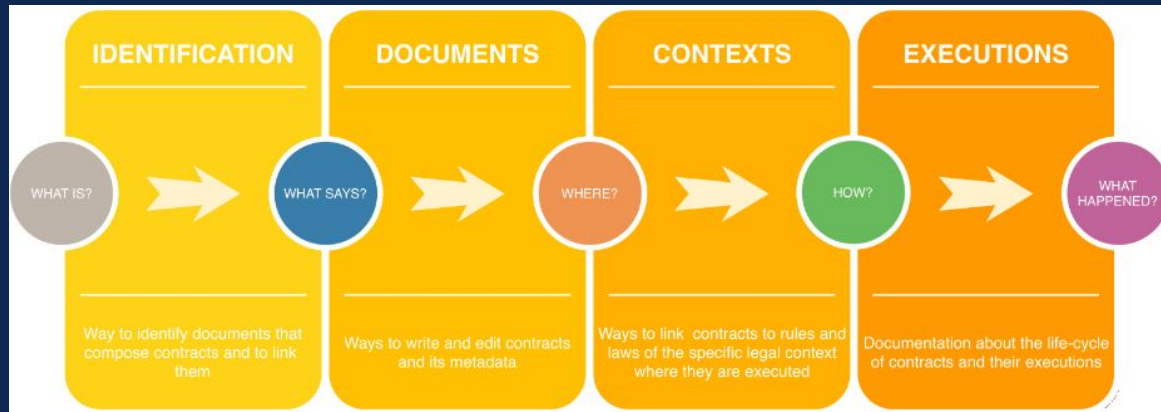 IDENTIFICATION
DOCUMENTS
CONTEXTS
EXECUTIONS
WHAT IS?
WHAT SAYS?
WHERE?
HOW?
WHAT
HAPPENED?
Way to identify documents that
compose contracts and to link
them
Ways to write and edit contracts
and its metadata
Ways to link contracts to rules and
laws of the specific legal context
where they are executed
Documentation about the life-cycle
of contracts and their executions